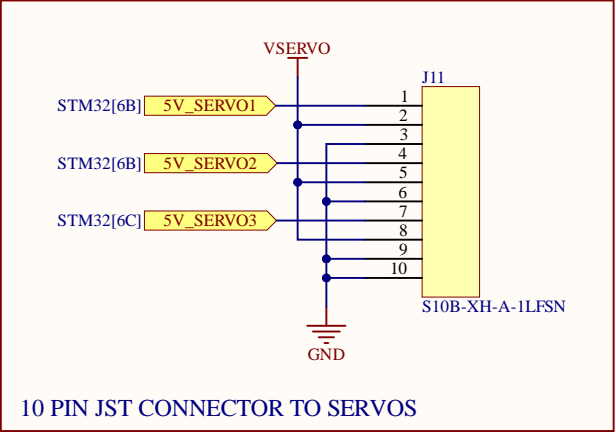 VSERVO
J11
STM32[6B] 5V_SERVO1 1
2
3
STM32[6B] 5V_SERVO2 4
5
6
STM32[6C] 5V_SERVO3 7
8
9
10
S10B-XH-A-1LFSN
GND
10 PIN JST CONNECTOR TO SERVOS